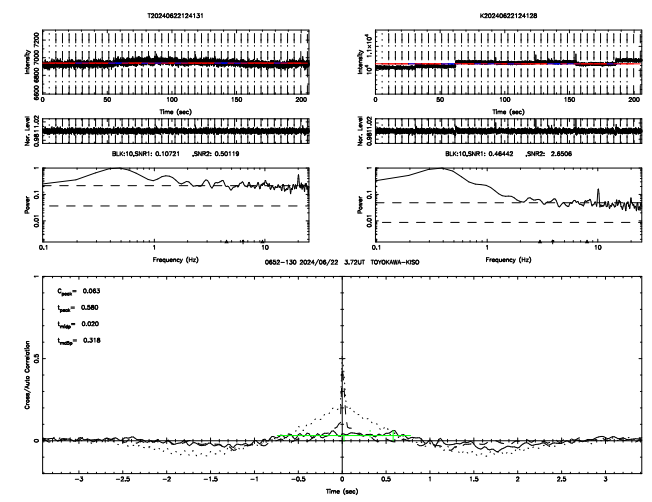 T20240622124131
K20240622124128
Intensity
6600 6800 7000 7200
0
50
100
150
200
Time (sec)
Intensity
10⁴
1.1×10⁴
0
50
100
150
200
Time (sec)
Nor. Level
0.98 1 1.02
Nor. Level
0.98 1 1.02
BLK:10,SNR1: 0.10721 ,SNR2: 0.50119
BLK:10,SNR1: 0.46442 ,SNR2: 2.6506
Power
1
0.1
0.01
0.1
1
10
Frequency (Hz)
Power
1
0.1
0.01
0.1
1
10
Frequency (Hz)
0652-130 2024/06/22 3.72UT TOYOKAWA-KISO
Cpeak= 0.063
tpeak= 0.580
tmidp= 0.020
Cross/Auto Correlation
1
0.5
0
-3
-2.5
-2
-1.5
-1
-0.5
0
0.5
1
1.5
2
2.5
3
Time (sec)